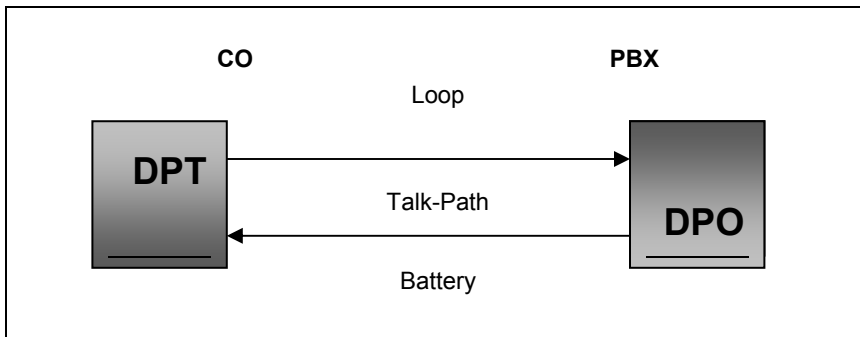 CO PBX
Loop
DPT
Talk-Path
DPO
Battery